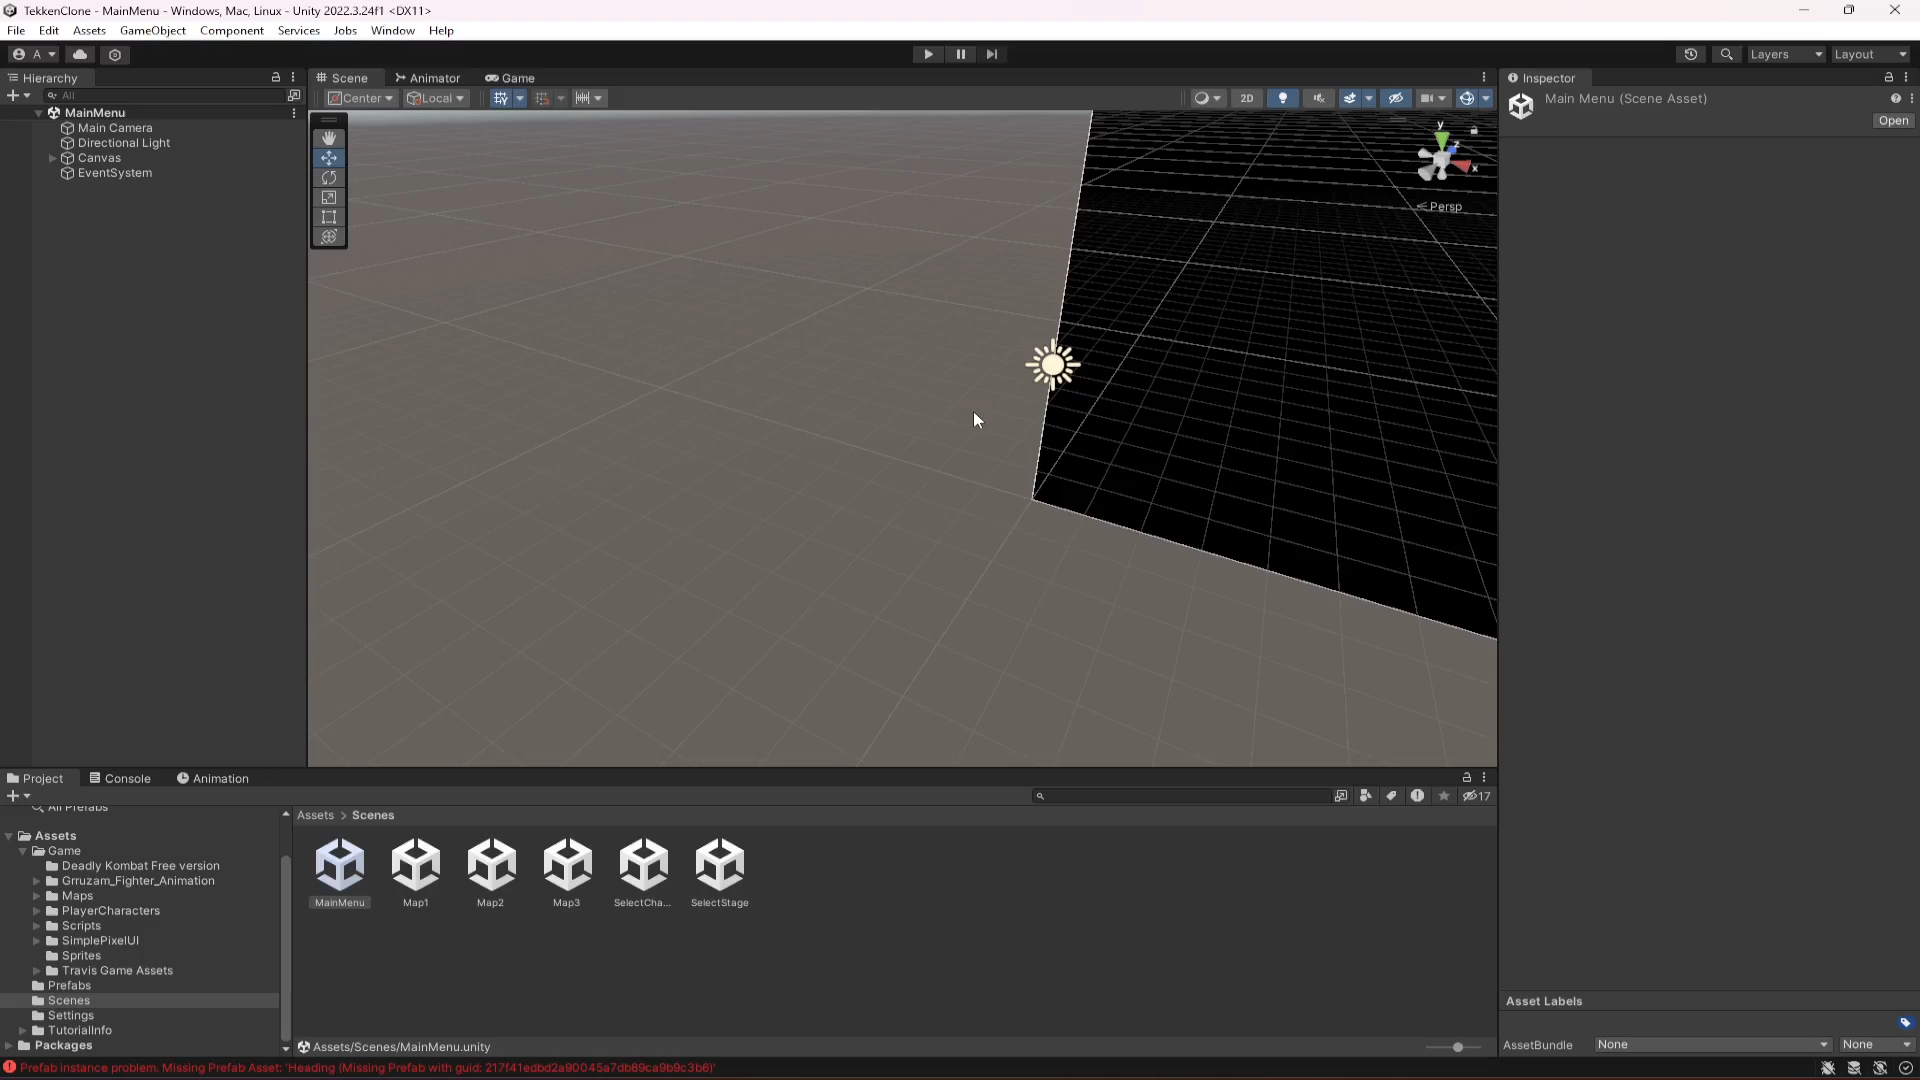 TekkenClone - MainMenu - Windows, Mac, Linux - Unity 2022.3.24f1 <DX11>
File Edit Assets GameObject Component Services Jobs Window Help
A Layers Layout
Hierarchy Scene Animator Game Inspector
All Center Local 2D Main Menu (Scene Asset)
Open
MainMenu
Main Camera
Directional Light
Canvas
EventSystem
y
z
x
Persp
Project Console Animation
17
All Prefabs
Assets > Scenes
Assets
Game
Deadly Kombat Free version
Grruzam_Fighter_Animation
Maps
PlayerCharacters
Scripts
SimplePixelUI
Sprites
Travis Game Assets
Prefabs
Scenes
Settings
TutorialInfo
Packages
MainMenu Map1 Map2 Map3 SelectCha... SelectStage
Assets/Scenes/MainMenu.unity
Asset Labels
AssetBundle None None
Prefab instance problem. Missing Prefab Asset: 'Heading (Missing Prefab with guid: 217f41edbd2a90045a7db89ca9b9c3b6)'